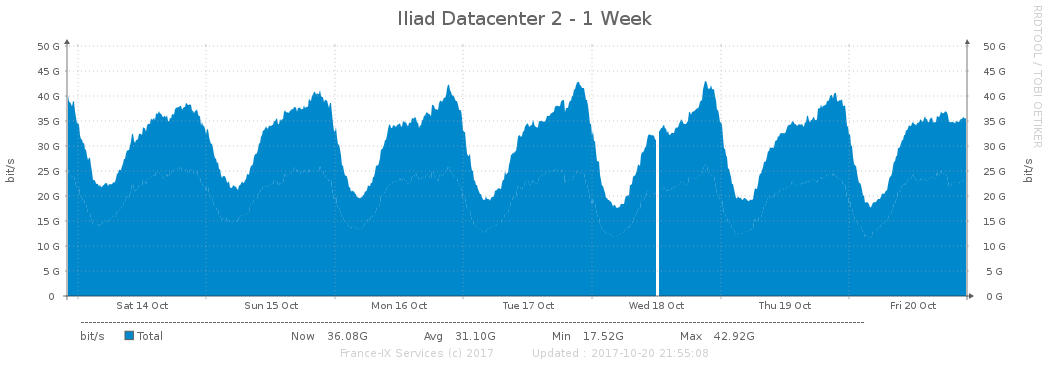 Iliad Datacenter 2 - 1 Week
RRDTOOL / TOBI OETIKER
50 G 50 G
45 G 45 G
40 G 40 G
35 G 35 G
30 G 30 G
25 G 25 G
20 G 20 G
15 G 15 G
10 G 10 G
5 G 5 G
0 0 G
bit/s bit/s
Sat 14 Oct Sun 15 Oct Mon 16 Oct Tue 17 Oct Wed 18 Oct Thu 19 Oct Fri 20 Oct
bit/s Total Now 36.08G Avg 31.10G Min 17.52G Max 42.92G
France-IX Services (c) 2017 Updated : 2017-10-20 21:55:08